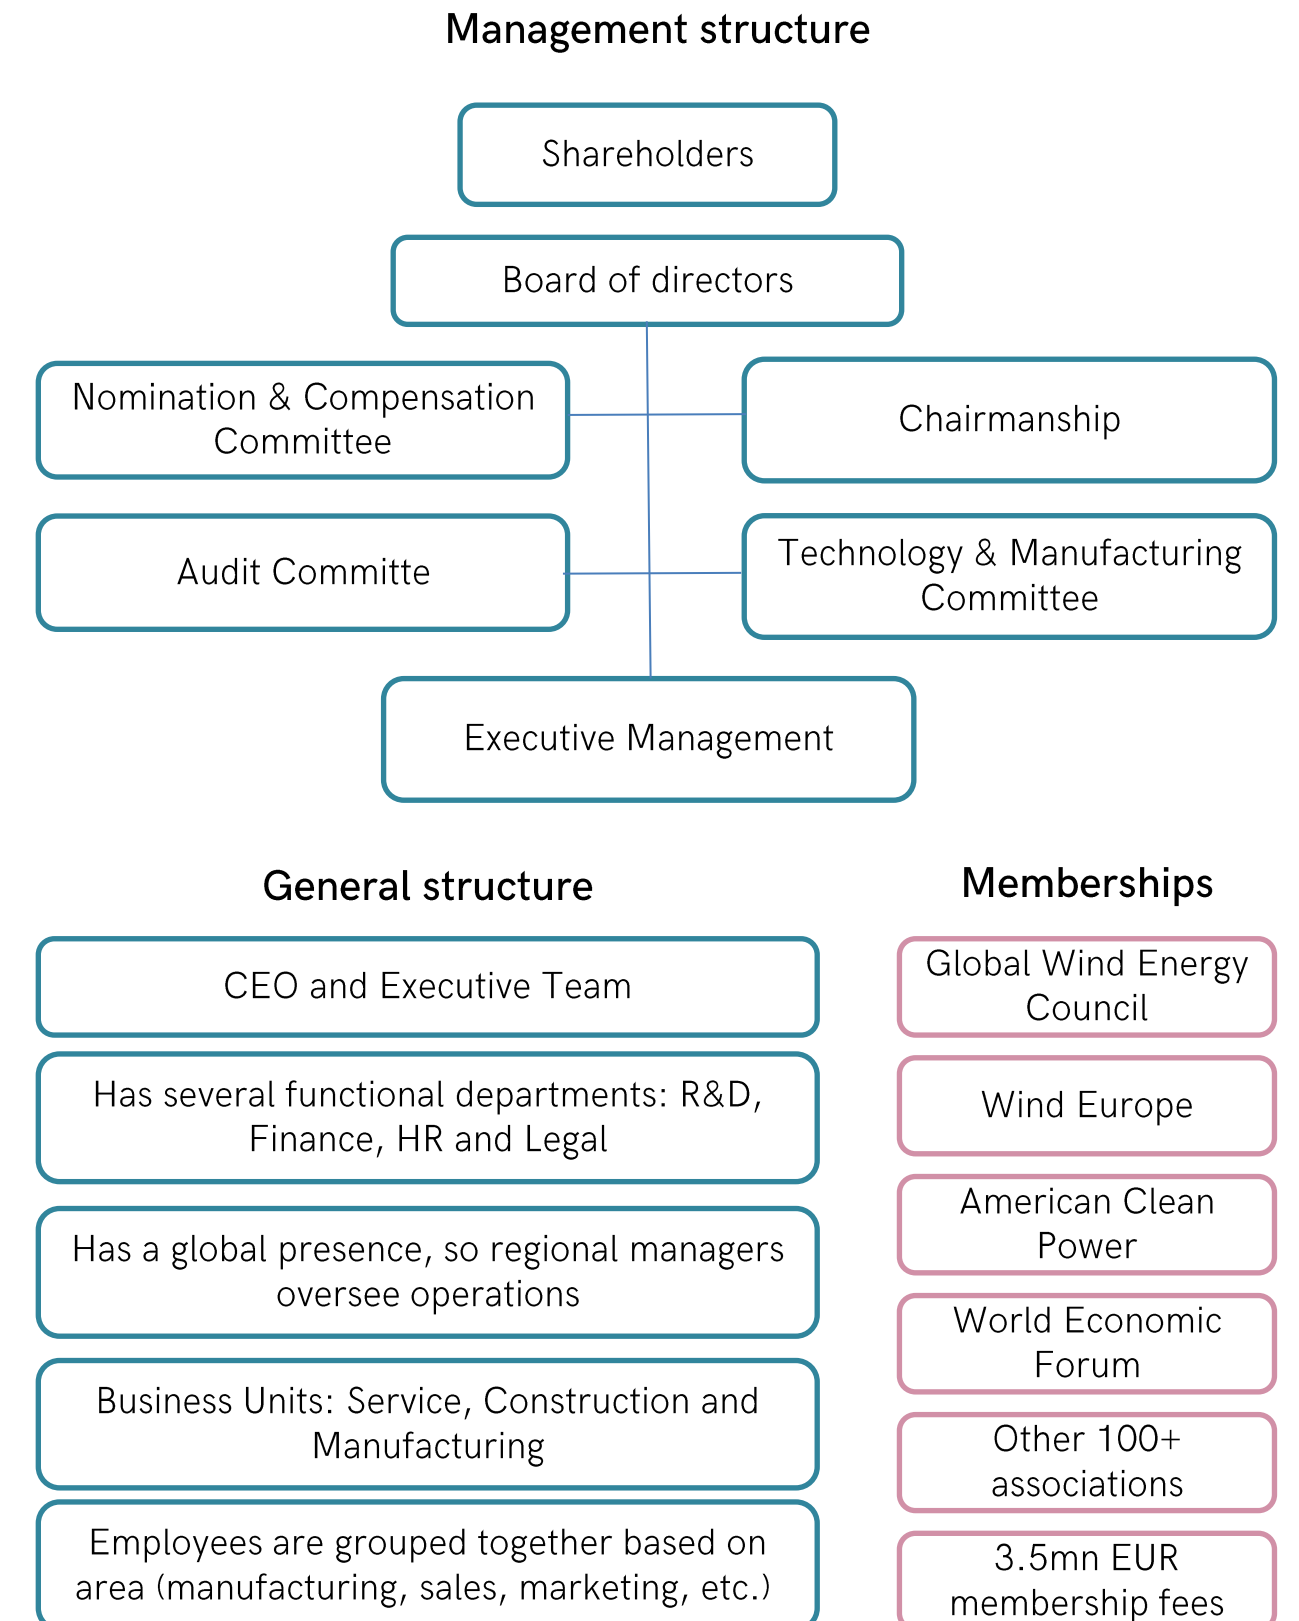 Management structure
Shareholders
Board of directors
Nomination & Compensation
Committee
Chairmanship
Audit Committe
Technology & Manufacturing
Committee
Executive Management
General structure
CEO and Executive Team
Has several functional departments: R&D,
Finance, HR and Legal
Has a global presence, so regional managers
oversee operations
Business Units: Service, Construction and
Manufacturing
Employees are grouped together based on
area (manufacturing, sales, marketing, etc.)
Memberships
Global Wind Energy
Council
Wind Europe
American Clean
Power
World Economic
Forum
Other 100+
associations
3.5mn EUR
membership fees